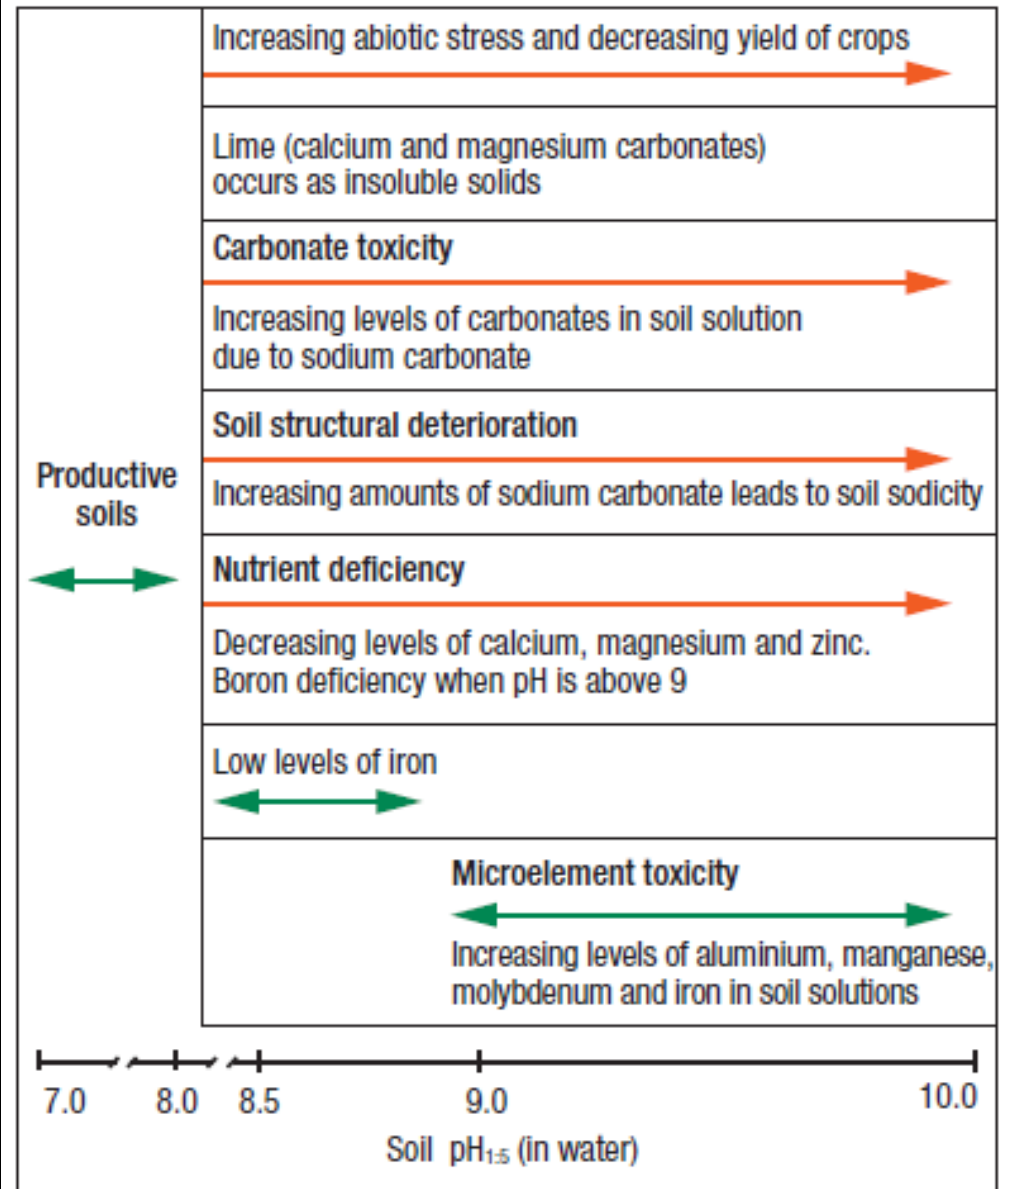 Increasing abiotic stress and decreasing yield of crops
Lime (calcium and magnesium carbonates)
occurs as insoluble solids
Carbonate toxicity
Increasing levels of carbonates in soil solution
due to sodium carbonate
Soil structural deterioration
Increasing amounts of sodium carbonate leads to soil sodicity
Productive
soils
Nutrient deficiency
Decreasing levels of calcium, magnesium and zinc.
Boron deficiency when pH is above 9
Low levels of iron
Microelement toxicity
Increasing levels of aluminium, manganese,
molybdenum and iron in soil solutions
7.0 8.0 8.5 9.0 10.0
Soil pH1:5 (in water)